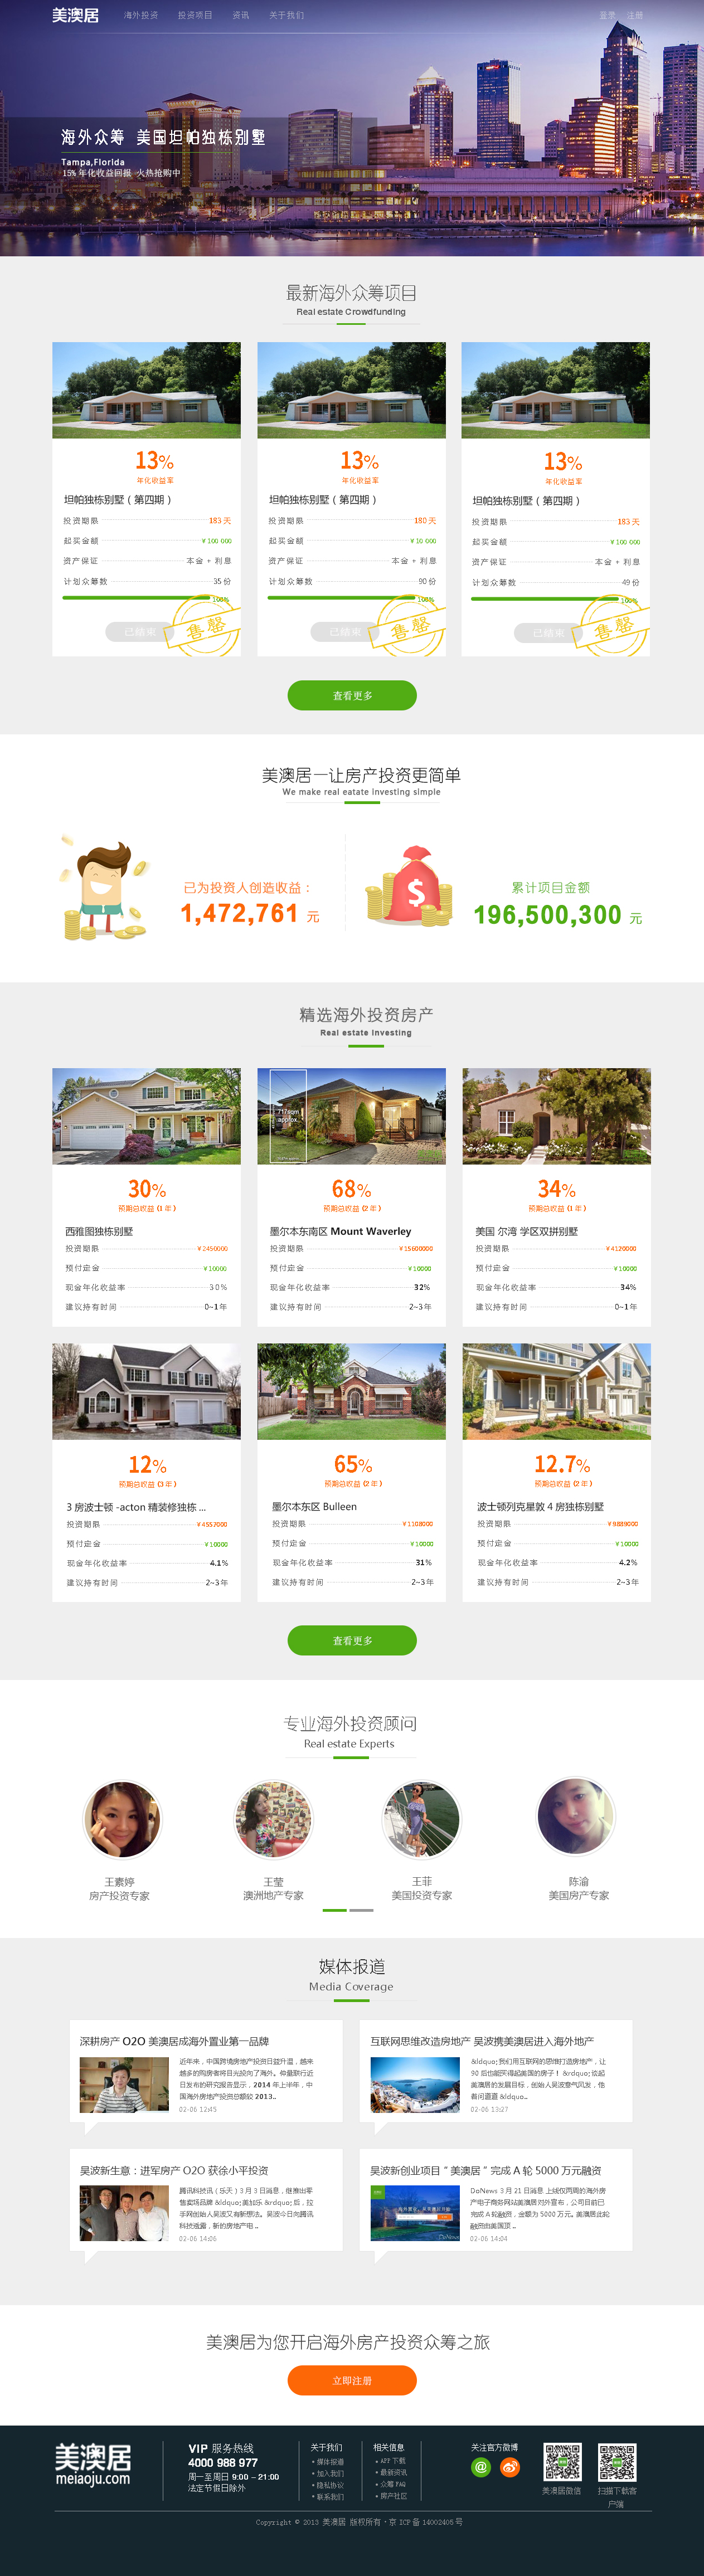 美澳居 海外投资 投资项目 资讯 关于我们 登录 注册
海外众筹 美国坦帕独栋别墅
Tampa,Florida
15% 年化收益回报 火热抢购中
最新海外众筹项目
Real estate Crowdfunding
13%
年化收益率
坦帕独栋别墅（第四期）
投资期限 183 天
起买金额 ￥100 000
资产保证 本金 + 利息
计划众筹数 35 份
100%
已结束
售罄
13%
年化收益率
坦帕独栋别墅（第四期）
投资期限 180 天
起买金额 ￥10 000
资产保证 本金 + 利息
计划众筹数 90 份
100%
已结束
售罄
13%
年化收益率
坦帕独栋别墅（第四期）
投资期限 183 天
起买金额 ￥100 000
资产保证 本金 + 利息
计划众筹数 49 份
100%
已结束
售罄
查看更多
美澳居—让房产投资更简单
We make real eatate investing simple
已为投资人创造收益：
1,472,761 元
累计项目金额
196,500,300 元
精选海外投资房产
Real estate investing
30%
预期总收益 (1 年)
西雅图独栋别墅
投资期限 ￥2450000
预付定金 ￥10000
现金年化收益率 30%
建议持有时间 0~1 年
717sqm
approx.
68%
预期总收益 (2 年)
墨尔本东南区 Mount Waverley
投资期限 ￥15600000
预付定金 ￥10000
现金年化收益率 32%
建议持有时间 2~3 年
34%
预期总收益 (1 年)
美国 尔湾 学区双拼别墅
投资期限 ￥4120000
预付定金 ￥10000
现金年化收益率 34%
建议持有时间 0~1 年
12%
预期总收益 (3 年)
3 房波士顿 -acton 精装修独栋 ...
投资期限 ￥4557000
预付定金 ￥10000
现金年化收益率 4.1%
建议持有时间 2~3 年
65%
预期总收益 (2 年)
墨尔本东区 Bulleen
投资期限 ￥1108000
预付定金 ￥10000
现金年化收益率 31%
建议持有时间 2~3 年
12.7%
预期总收益 (2 年)
波士顿列克星敦 4 房独栋别墅
投资期限 ￥9889000
预付定金 ￥10000
现金年化收益率 4.2%
建议持有时间 2~3 年
查看更多
专业海外投资顾问
Real estate Experts
王素婷
房产投资专家
王莹
澳洲地产专家
王菲
美国投资专家
陈渝
美国房产专家
媒体报道
Media Coverage
深耕房产 O2O 美澳居成海外置业第一品牌
近年来，中国跨境房地产投资日益升温，越来
越多的购房者将目光投向了海外。仲量联行近
日发布的研究报告显示，2014 年上半年，中
国海外房地产投资总额较 2013..
02-06 12:45
互联网思维改造房地产 吴波携美澳居进入海外地产
&ldquo;我们用互联网的思维打造房地产，让
90 后也能买得起美国的房子！ &rdquo;谈起
美澳居的发展目标，创始人吴波意气风发，他
善问道道 &ldquo...
02-06 13:27
吴波新生意：进军房产 O2O 获徐小平投资
腾讯科技讯（乐天）3 月 3 日消息，继推出零
售卖场品牌 &ldquo;美加乐 &rdquo;后，拉
手网创始人吴波又有新想法。吴波今日向腾讯
科技透露，新的房地产电 ..
02-06 14:06
吴波新创业项目 " 美澳居 " 完成 A 轮 5000 万元融资
DoNews 3 月 21 日消息 上线仅两周的海外房
产电子商务网站美澳居对外宣布，公司目前已
完成 A 轮融资，金额为 5000 万元。美澳居此轮
融资由美国顶 ..
02-06 14:04
美澳居为您开启海外房产投资众筹之旅
立即注册
美澳居
meiaoju.com
VIP 服务热线
4000 988 977
周一至周日 9:00 – 21:00
法定节假日除外
关于我们
媒体报道
加入我们
隐私协议
联系我们
相关信息
APP 下载
最新资讯
众筹 FAQ
房产社区
关注官方微博
美澳居微信
扫描下载客
户端
Copyright © 2013 美澳居 版权所有·京 ICP 备 14002405 号